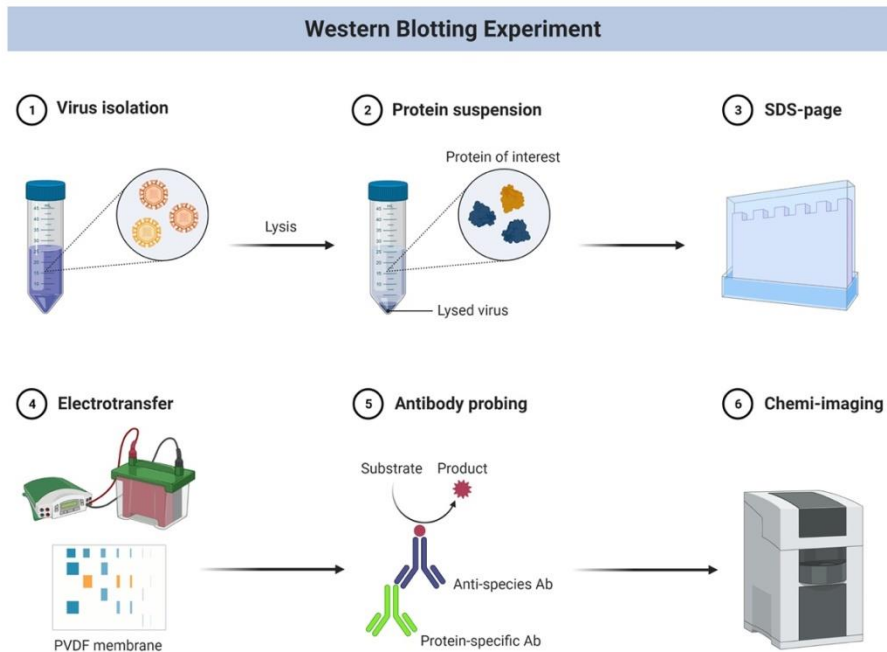 Western Blotting Experiment
1 Virus isolation
2 Protein suspension
3 SDS-page
Protein of interest
Lysis
Lysed virus
4 Electrotransfer
5 Antibody probing
6 Chemi-imaging
Substrate Product
Anti-species Ab
Protein-specific Ab
PVDF membrane